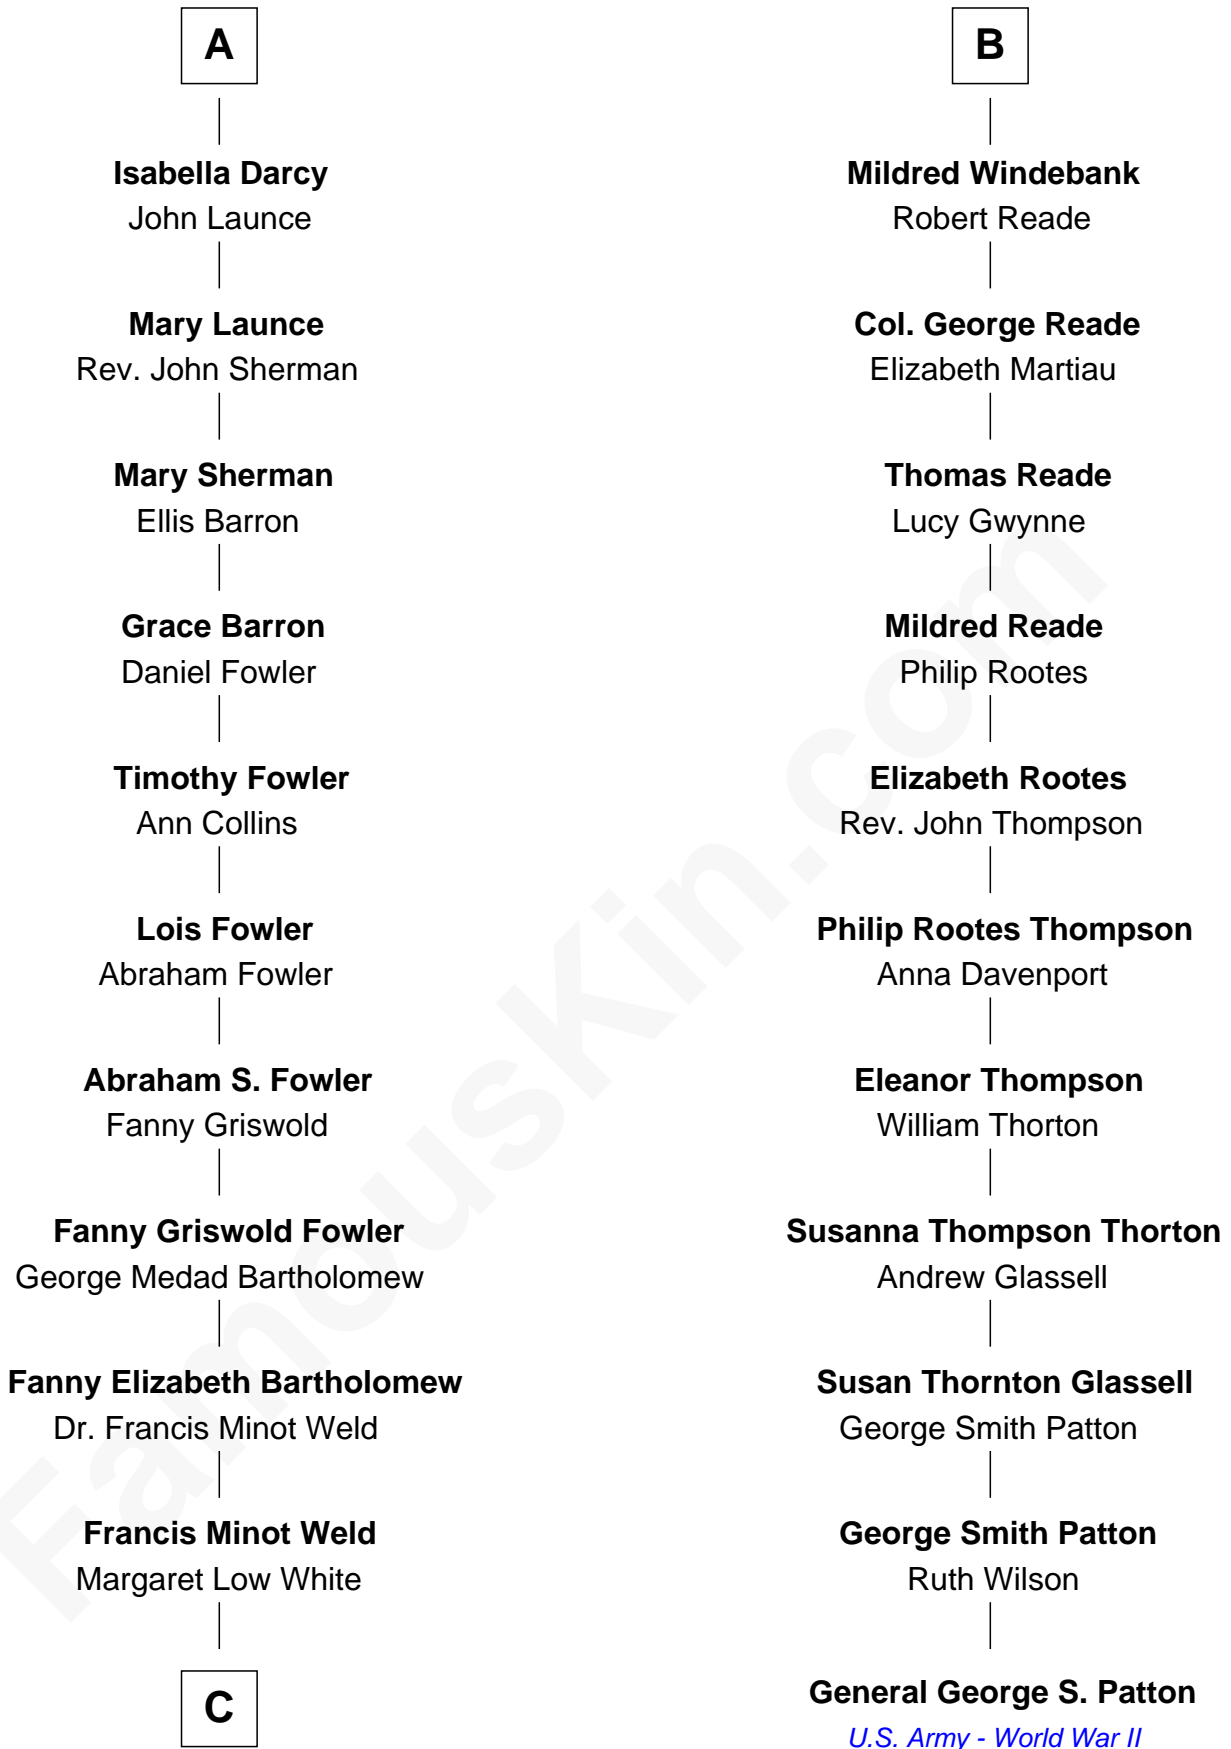 A
Isabella Darcy
John Launce
Mary Launce
Rev. John Sherman
Mary Sherman
Ellis Barron
Grace Barron
Daniel Fowler
Timothy Fowler
Ann Collins
Lois Fowler
Abraham Fowler
Abraham S. Fowler
Fanny Griswold
Fanny Griswold Fowler
George Medad Bartholomew
Fanny Elizabeth Bartholomew
Dr. Francis Minot Weld
Francis Minot Weld
Margaret Low White
C
B
Mildred Windebank
Robert Reade
Col. George Reade
Elizabeth Martiau
Thomas Reade
Lucy Gwynne
Mildred Reade
Philip Rootes
Elizabeth Rootes
Rev. John Thompson
Philip Rootes Thompson
Anna Davenport
Eleanor Thompson
William Thorton
Susanna Thompson Thorton
Andrew Glassell
Susan Thornton Glassell
George Smith Patton
George Smith Patton
Ruth Wilson
General George S. Patton
U.S. Army - World War II
FamousKin.com